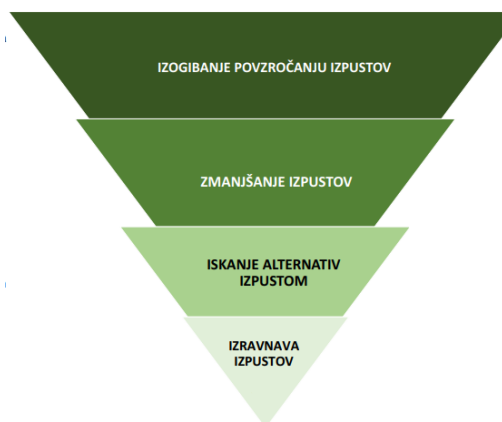 IZOGIBANJE POVZROČANJU IZPUSTOV
ZMANJŠANJE IZPUSTOV
ISKANJE ALTERNATIV
IZPUSTOM
IZRAVNAVA
IZPUSTOV